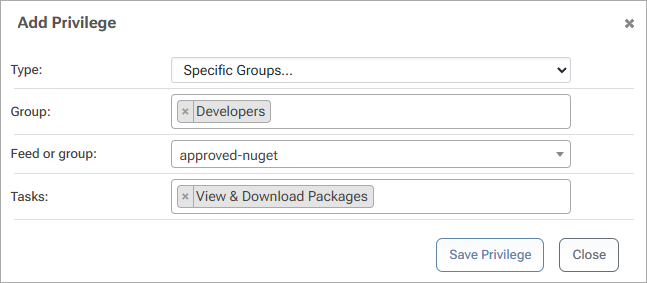 Add Privilege ×
Type: Specific Groups...
Group: × Developers
Feed or group: approved-nuget
Tasks: × View & Download Packages
Save Privilege Close